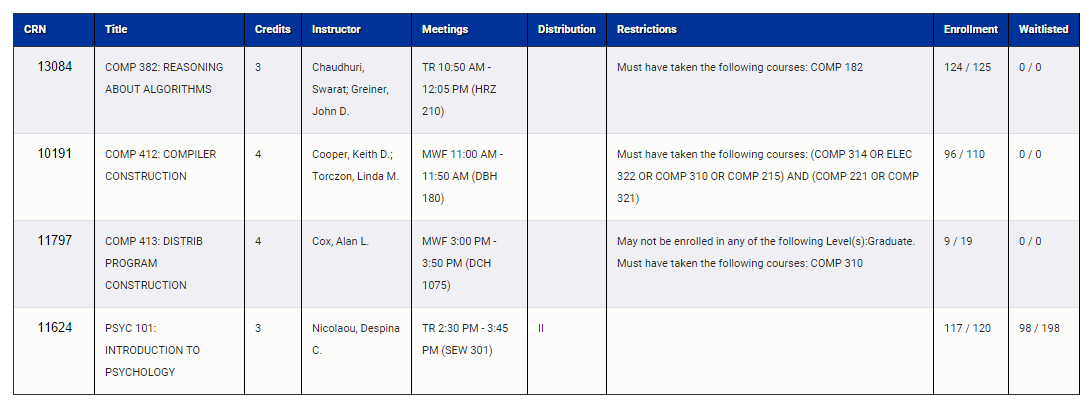 CRN Title Credits Instructor Meetings Distribution Restrictions Enrollment Waitlisted
13084 COMP 382: REASONING 3 Chaudhuri, TR 10:50 AM - Must have taken the following courses: COMP 182 124 / 125 0 / 0
ABOUT ALGORITHMS Swarat; Greiner, 12:05 PM (HRZ
John D. 210)
10191 COMP 412: COMPILER 4 Cooper, Keith D.; MWF 11:00 AM - Must have taken the following courses: (COMP 314 OR ELEC 96 / 110 0 / 0
CONSTRUCTION Torczon, Linda M. 11:50 AM (DBH 322 OR COMP 310 OR COMP 215) AND (COMP 221 OR COMP
180) 321)
11797 COMP 413: DISTRIB 4 Cox, Alan L. MWF 3:00 PM - May not be enrolled in any of the following Level(s):Graduate. 9 / 19 0 / 0
PROGRAM 3:50 PM (DCH Must have taken the following courses: COMP 310
CONSTRUCTION 1075)
11624 PSYC 101: 3 Nicolaou, Despina TR 2:30 PM - 3:45 II 117 / 120 98 / 198
INTRODUCTION TO C. PM (SEW 301)
PSYCHOLOGY